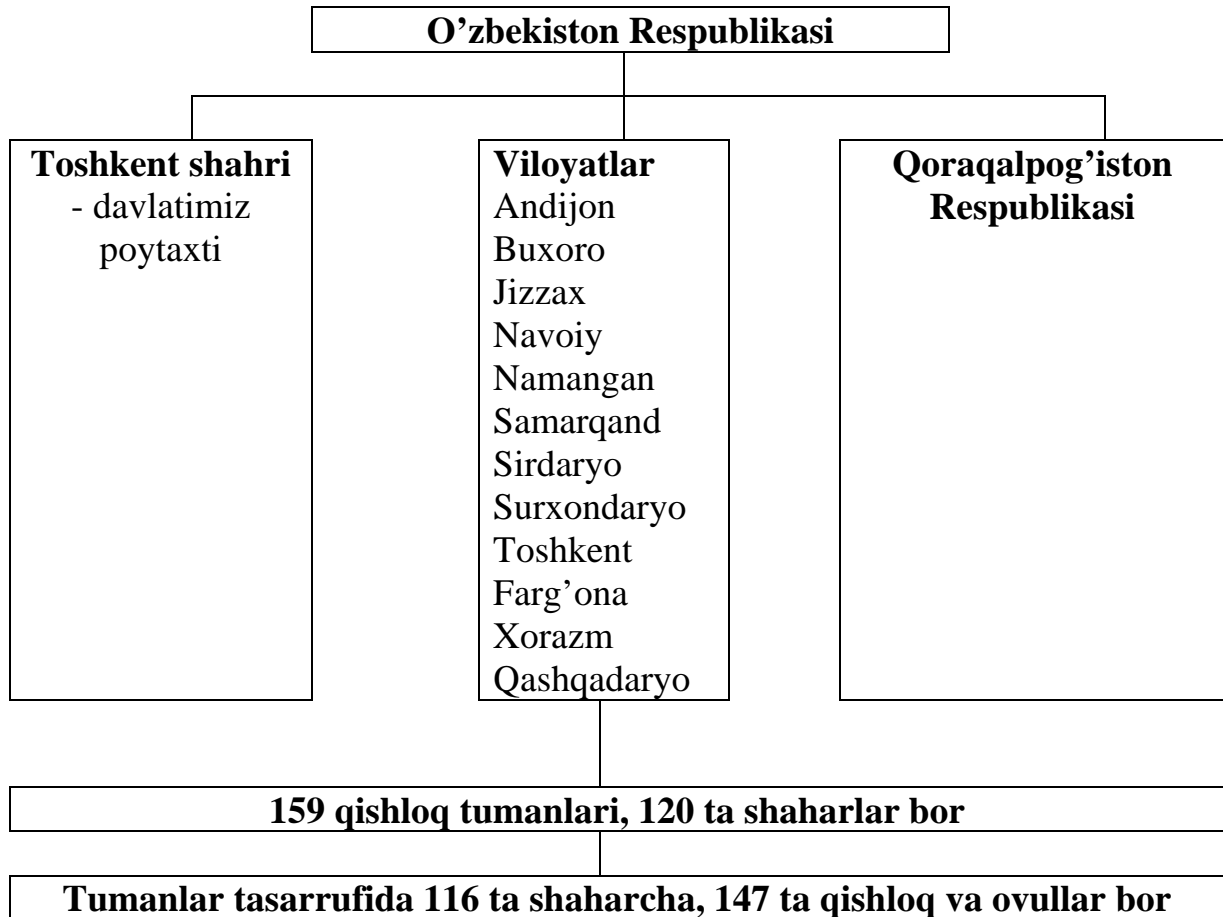 O’zbekiston Respublikasi
Toshkent shahri
- davlatimiz
poytaxti
Viloyatlar
Andijon
Buxoro
Jizzax
Navoiy
Namangan
Samarqand
Sirdaryo
Surxondaryo
Toshkent
Farg’ona
Xorazm
Qashqadaryo
Qoraqalpog’iston
Respublikasi
159 qishloq tumanlari, 120 ta shaharlar bor
Tumanlar tasarrufida 116 ta shaharcha, 147 ta qishloq va ovullar bor